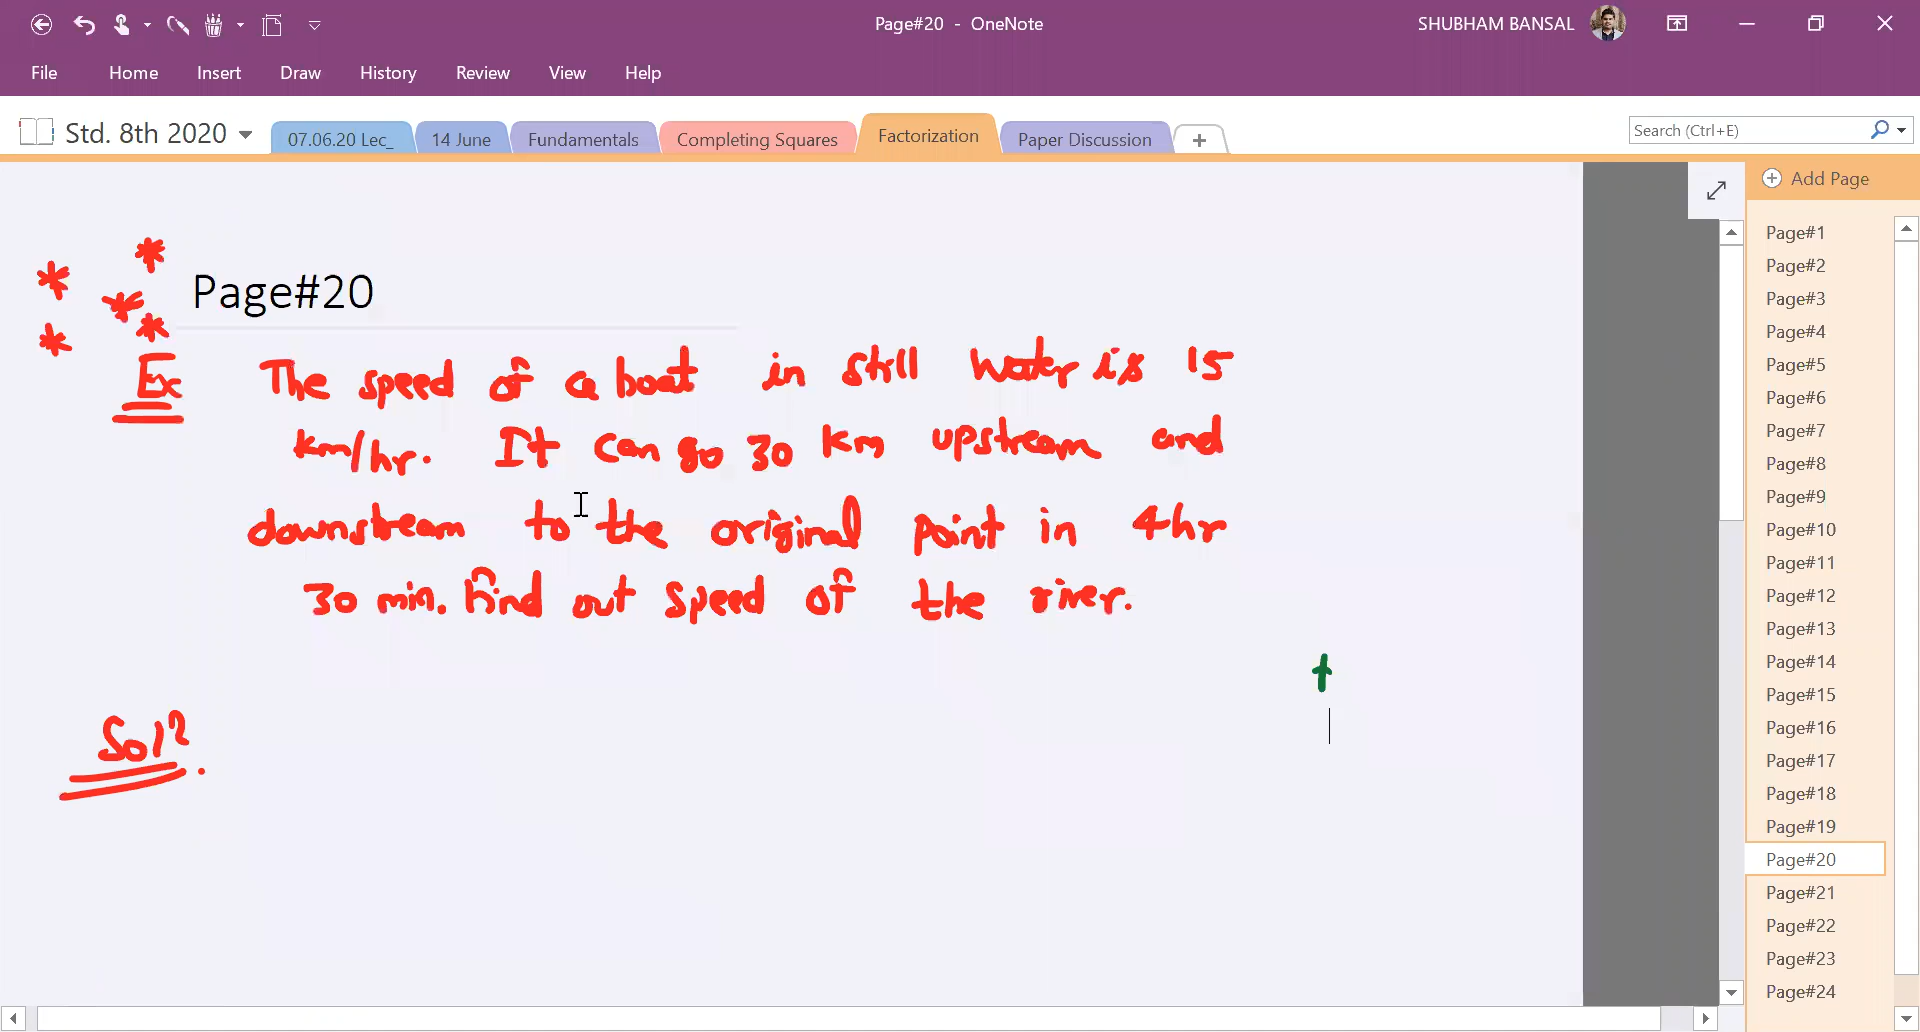 Page#20 - OneNote
SHUBHAM BANSAL
File Home Insert Draw History Review View Help
Std. 8th 2020
07.06.20 Lec_ 14 June Fundamentals Completing Squares Factorization Paper Discussion +
Search (Ctrl+E)
Add Page
Page#20
Ex The speed of a boat in still water is 15
km/hr. It can go 30 km upstream and
downstream to the original point in 4hr
30 min. Find out speed of the river.
Solⁿ.
Page#1
Page#2
Page#3
Page#4
Page#5
Page#6
Page#7
Page#8
Page#9
Page#10
Page#11
Page#12
Page#13
Page#14
Page#15
Page#16
Page#17
Page#18
Page#19
Page#20
Page#21
Page#22
Page#23
Page#24